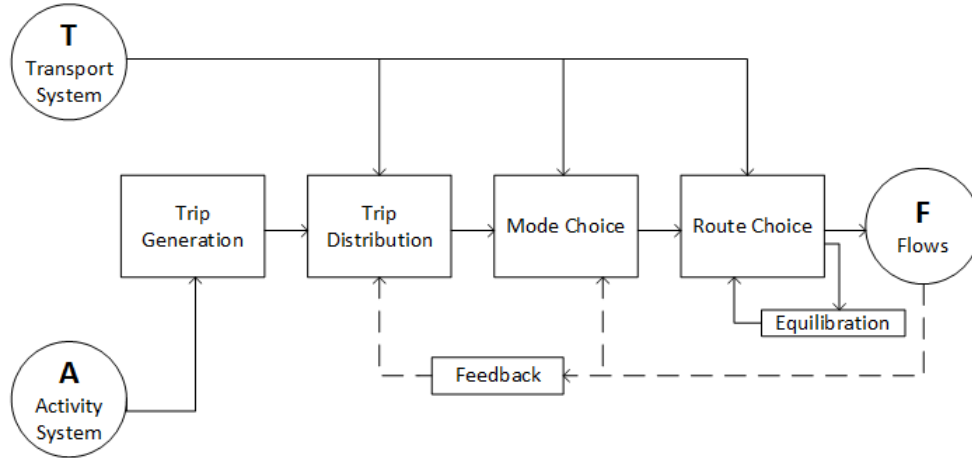 T
Transport
System
Trip
Generation
Trip
Distribution
Mode Choice
Route Choice
F
Flows
Equilibration
Feedback
A
Activity
System